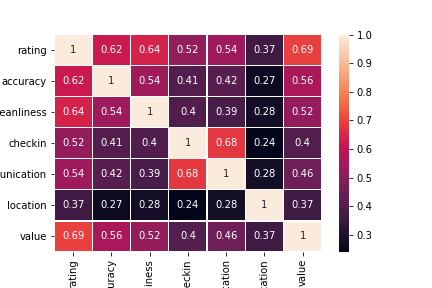 rating 1 0.62 0.64 0.52 0.54 0.37 0.69
accuracy 0.62 1 0.54 0.41 0.42 0.27 0.56
eanliness 0.64 0.54 1 0.4 0.39 0.28 0.52
checkin 0.52 0.41 0.4 1 0.68 0.24 0.4
unication 0.54 0.42 0.39 0.68 1 0.28 0.46
location 0.37 0.27 0.28 0.24 0.28 1 0.37
value 0.69 0.56 0.52 0.4 0.46 0.37 1
rating uracy iness eckin ation ation value
1.0
0.9
0.8
0.7
0.6
0.5
0.4
0.3